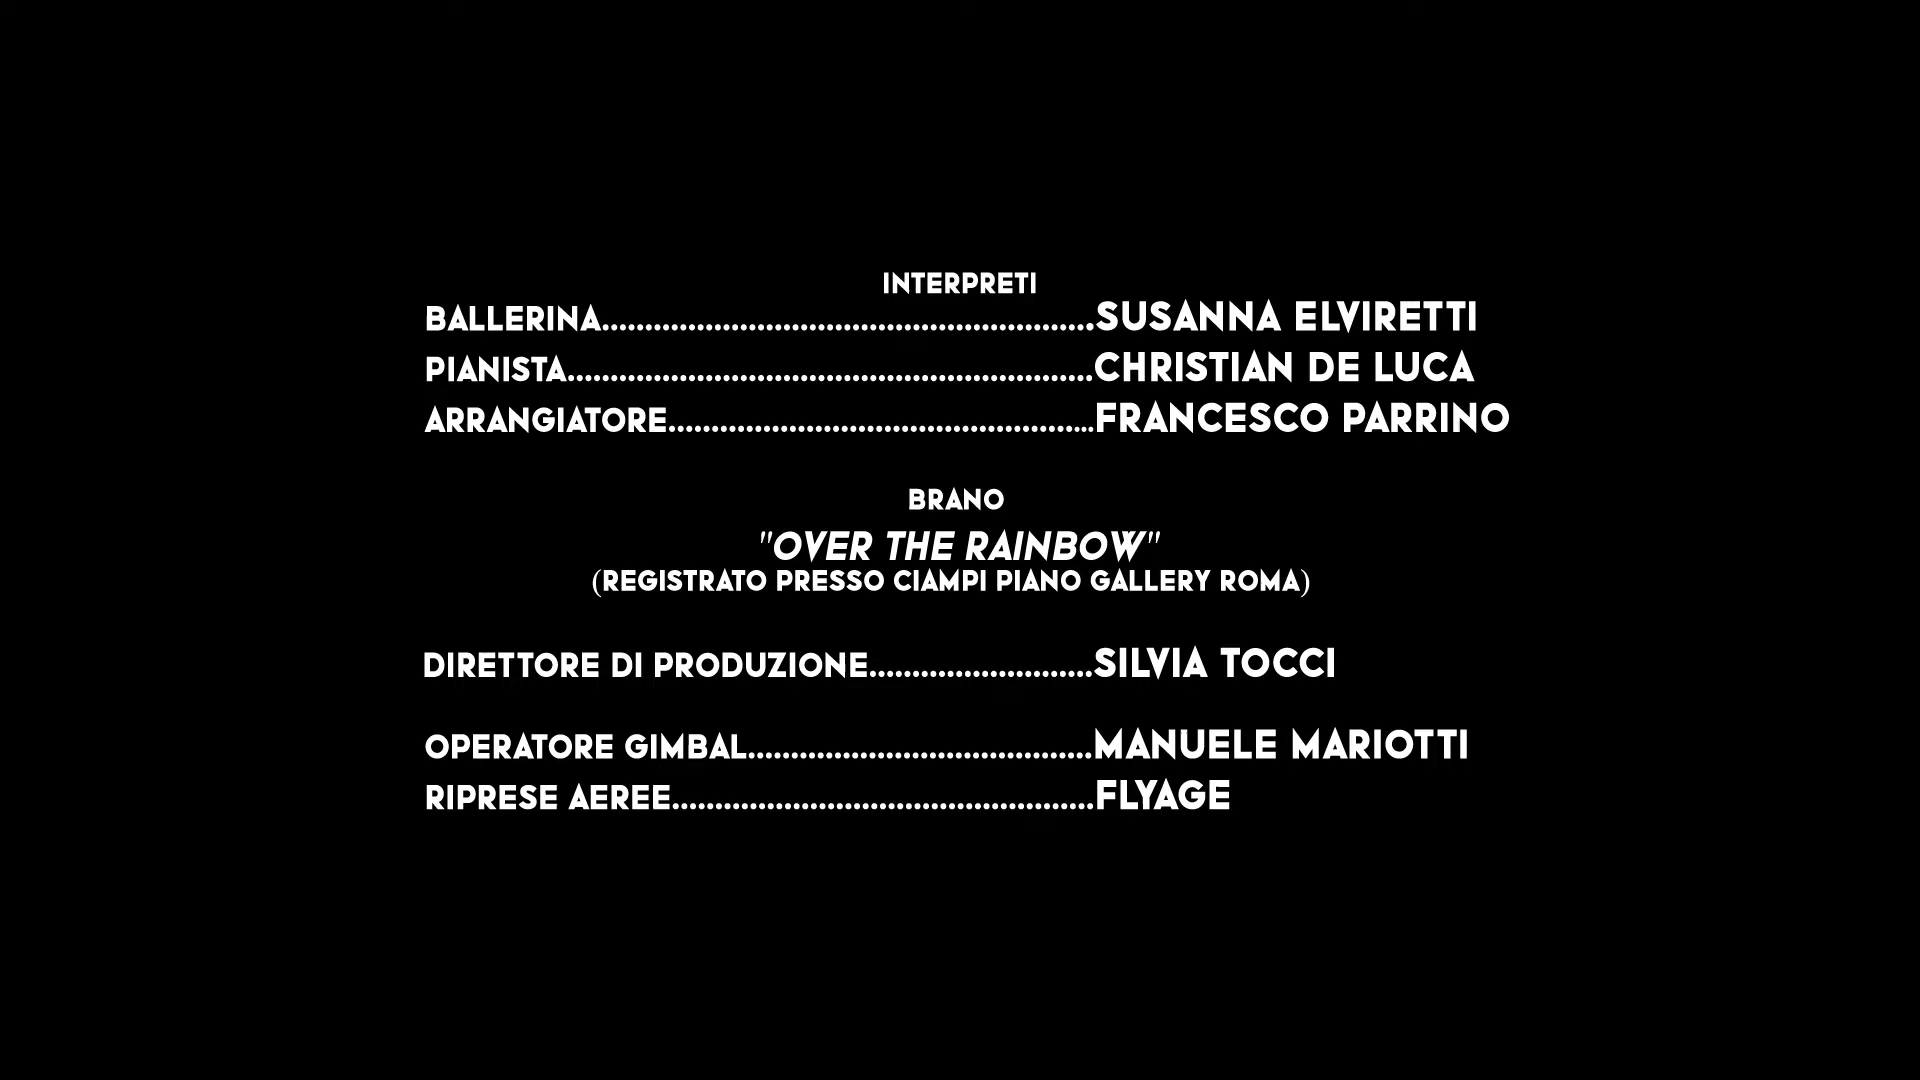 INTERPRETI
BALLERINA.........................................................SUSANNA ELVIRETTI
PIANISTA.............................................................CHRISTIAN DE LUCA
ARRANGIATORE.................................................FRANCESCO PARRINO
BRANO
"OVER THE RAINBOW"
(REGISTRATO PRESSO CIAMPI PIANO GALLERY ROMA)
DIRETTORE DI PRODUZIONE..........................SILVIA TOCCI
OPERATORE GIMBAL........................................MANUELE MARIOTTI
RIPRESE AEREE.................................................FLYAGE